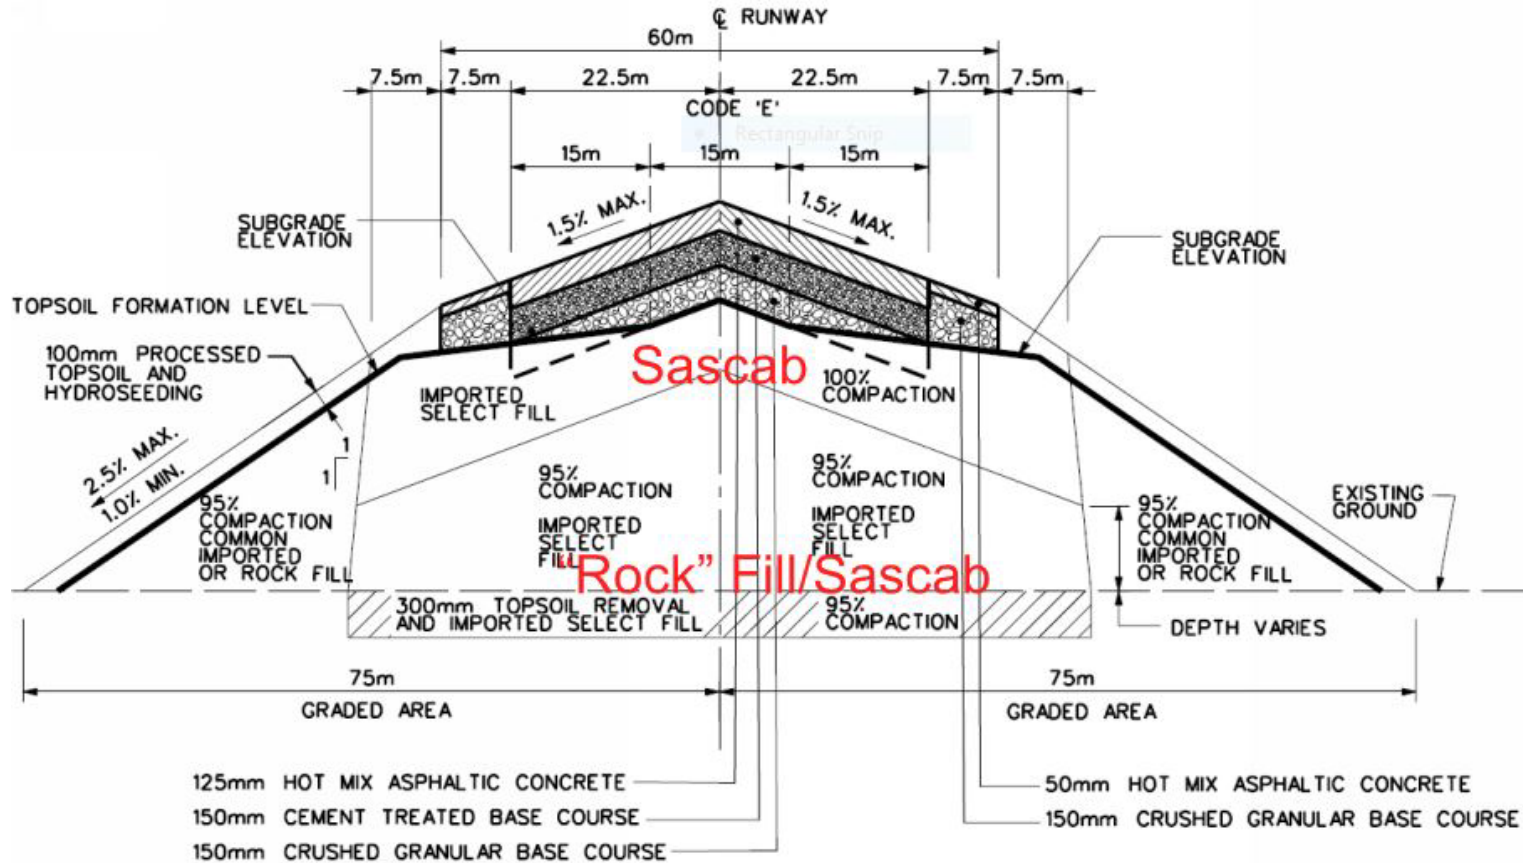 ℄ RUNWAY
60m
7.5m 7.5m 22.5m 22.5m 7.5m 7.5m
CODE 'E'
Rectangular Snip
15m 15m 15m
1.5% MAX. 1.5% MAX.
SUBGRADE
ELEVATION
SUBGRADE
ELEVATION
TOPSOIL FORMATION LEVEL
100mm PROCESSED
TOPSOIL AND
HYDROSEEDING
Sascab
IMPORTED
SELECT FILL
100%
COMPACTION
1
1
2.5% MAX.
1.0% MIN.
95%
COMPACTION
COMMON
IMPORTED
OR ROCK FILL
95%
COMPACTION
IMPORTED
SELECT
FILL
95%
COMPACTION
IMPORTED
SELECT
FILL
"Rock" Fill/Sascab
95%
COMPACTION
COMMON
IMPORTED
OR ROCK FILL
EXISTING
GROUND
300mm TOPSOIL REMOVAL
AND IMPORTED SELECT FILL
95%
COMPACTION
DEPTH VARIES
75m 75m
GRADED AREA GRADED AREA
125mm HOT MIX ASPHALTIC CONCRETE
150mm CEMENT TREATED BASE COURSE
150mm CRUSHED GRANULAR BASE COURSE
50mm HOT MIX ASPHALTIC CONCRETE
150mm CRUSHED GRANULAR BASE COURSE